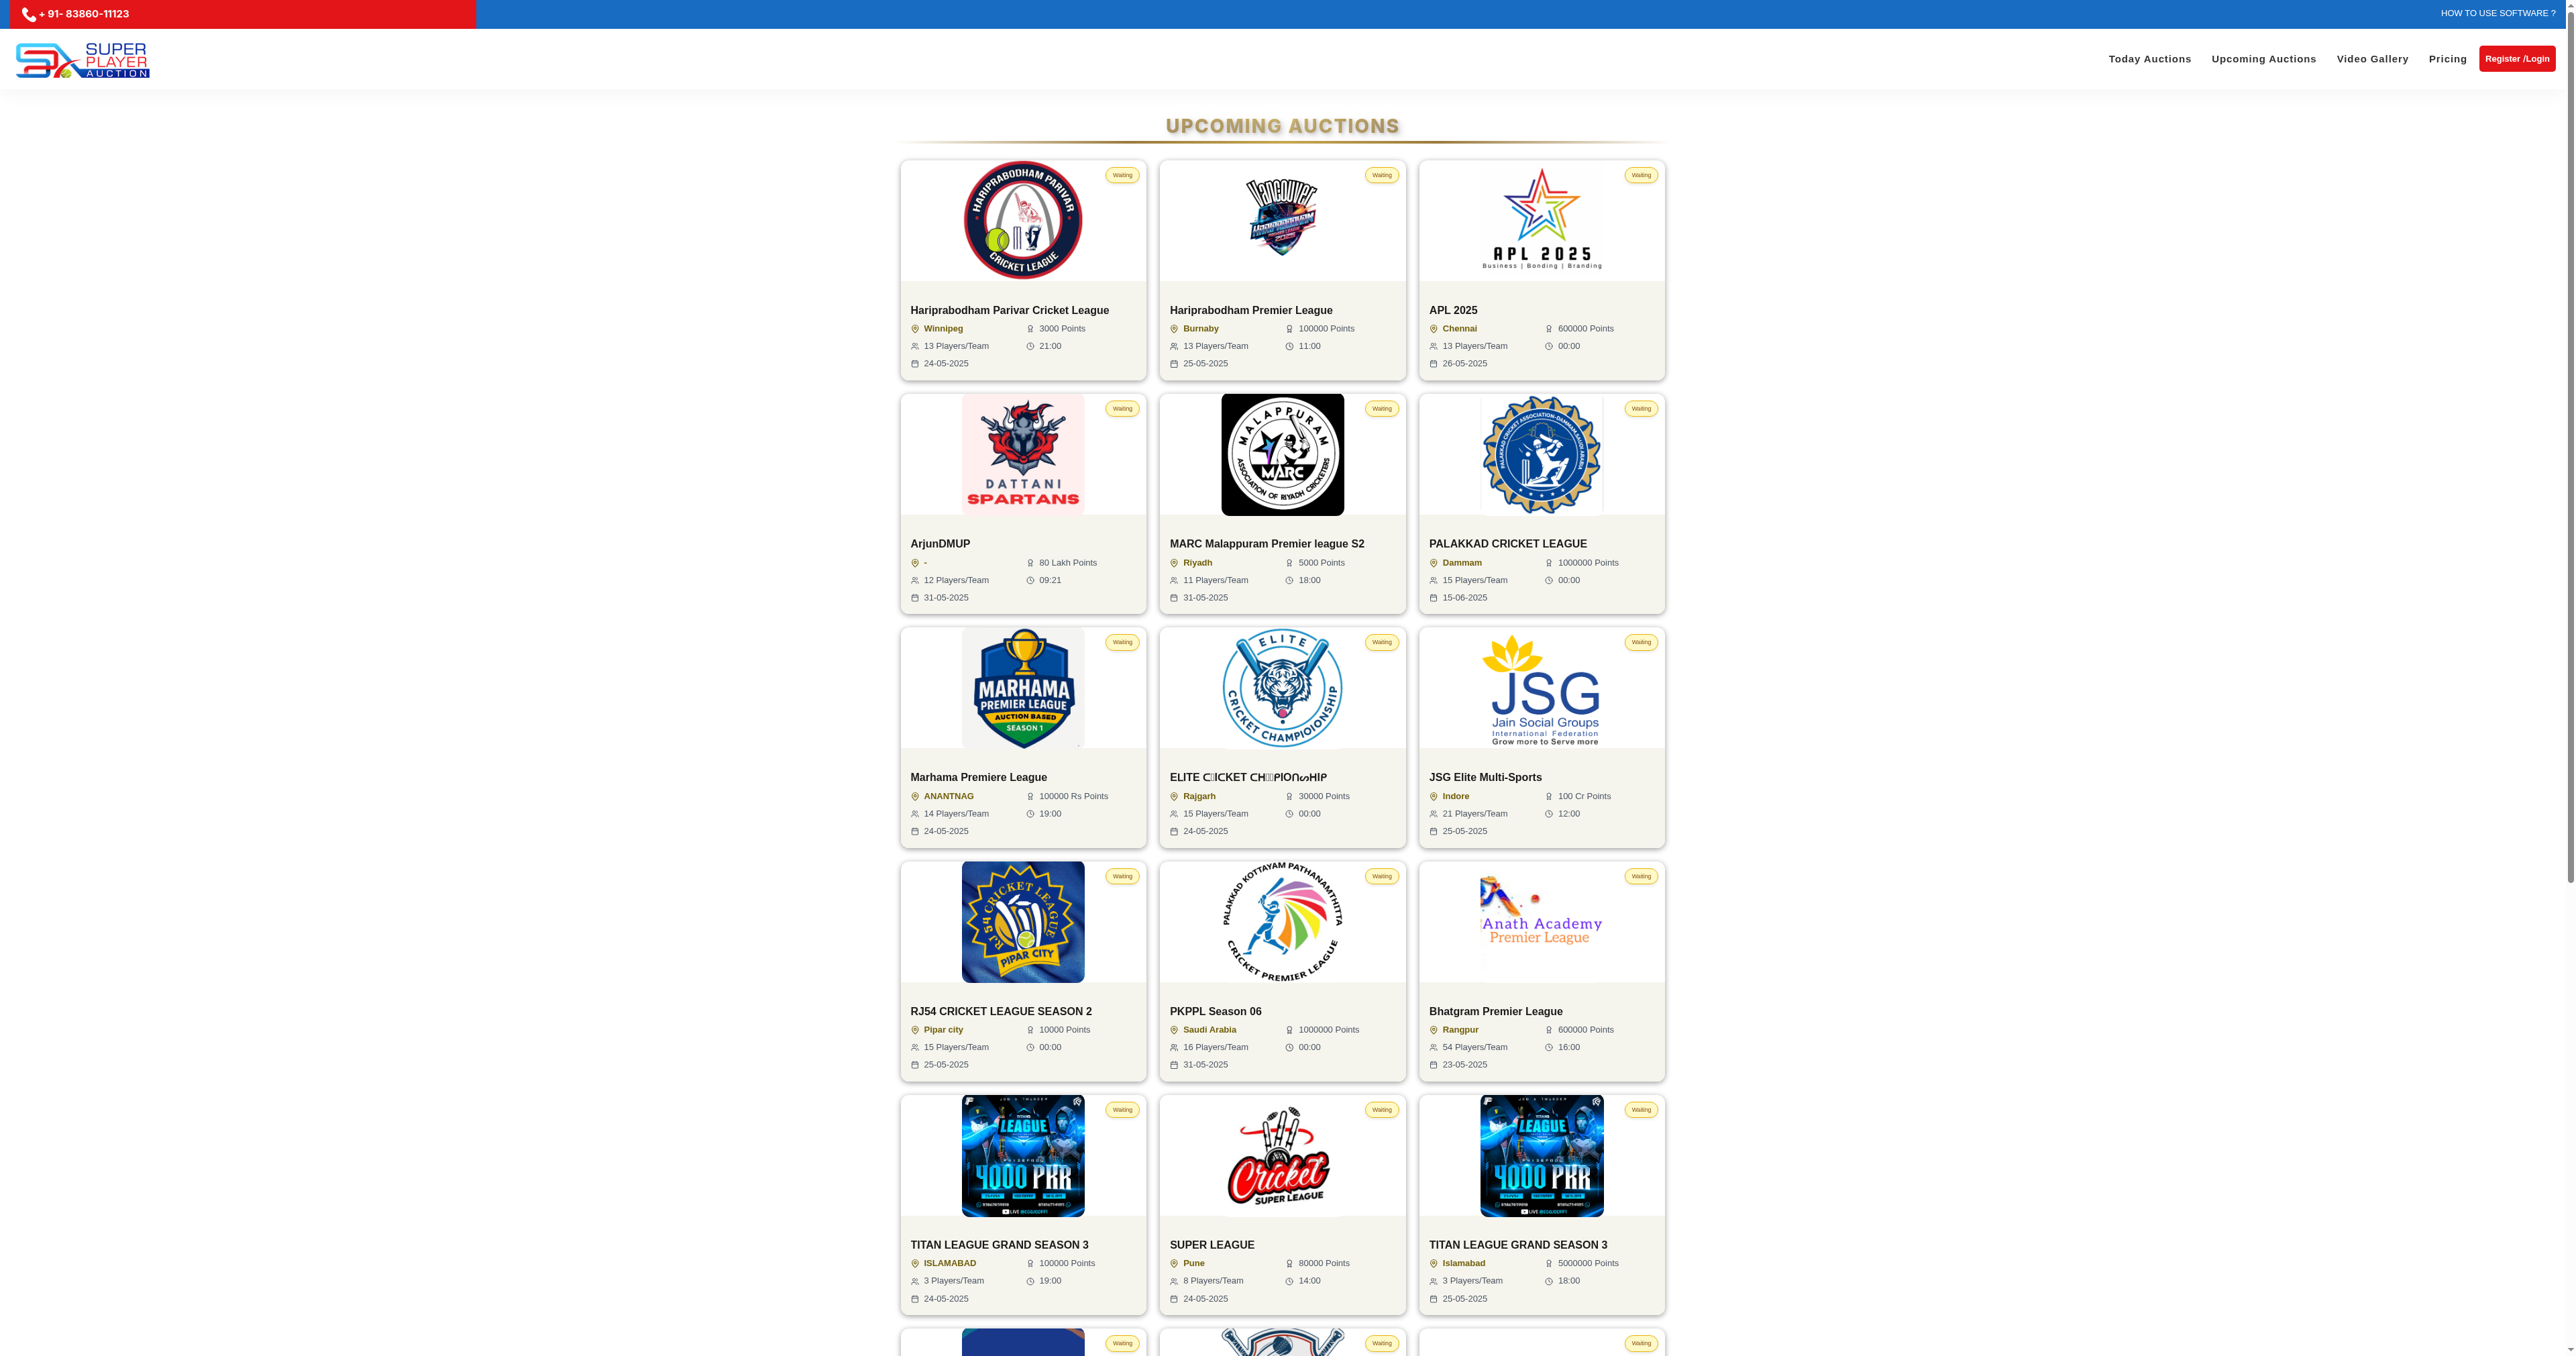 + 91- 83860-11123
HOW TO USE SOFTWARE ?
SUPER
PLAYER
AUCTION
Today Auctions
Upcoming Auctions
Video Gallery
Pricing
Register /Login
UPCOMING AUCTIONS
HARIPRABODHAM PARIVAR
CRICKET LEAGUE
Waiting
Hariprabodham Parivar Cricket League
Winnipeg
3000 Points
13 Players/Team
21:00
24-05-2025
Vancouver
Waiting
Hariprabodham Premier League
Burnaby
100000 Points
13 Players/Team
11:00
25-05-2025
APL 2025
Business | Bonding | Branding
Waiting
APL 2025
Chennai
600000 Points
13 Players/Team
00:00
26-05-2025
DATTANI
SPARTANS
Waiting
ArjunDMUP
-
80 Lakh Points
12 Players/Team
09:21
31-05-2025
MALAPPURAM
MARC
ASSOCIATION OF RIYADH CRICKETERS
Waiting
MARC Malappuram Premier league S2
Riyadh
5000 Points
11 Players/Team
18:00
31-05-2025
PALAKKAD CRICKET ASSOCIATION-DAMMAM SAUDI ARABIA
Waiting
PALAKKAD CRICKET LEAGUE
Dammam
1000000 Points
15 Players/Team
00:00
15-06-2025
MARHAMA
PREMIER LEAGUE
AUCTION BASED
SEASON 1
Waiting
Marhama Premiere League
ANANTNAG
100000 Rs Points
14 Players/Team
19:00
24-05-2025
ELITE
CRICKET CHAMPIOIONSHIP
Waiting
ELITE
Rajgarh
30000 Points
15 Players/Team
00:00
24-05-2025
JSG
Jain Social Groups
International Federation
Grow more to Serve more
Waiting
JSG Elite Multi-Sports
Indore
100 Cr Points
21 Players/Team
12:00
25-05-2025
RJ54 CRICKET LEAGUE
PIPAR CITY
Waiting
RJ54 CRICKET LEAGUE SEASON 2
Pipar city
10000 Points
15 Players/Team
00:00
25-05-2025
PALAKKAD KOTTAYAM PATHANAMTHITTA
CRICKET PREMIER LEAGUE
Waiting
PKPPL Season 06
Saudi Arabia
1000000 Points
16 Players/Team
00:00
31-05-2025
Anath Academy
Premier League
Waiting
Bhatgram Premier League
Rangpur
600000 Points
54 Players/Team
16:00
23-05-2025
TITANS
LEAGUE
4000 PKR
LIVE
Waiting
TITAN LEAGUE GRAND SEASON 3
ISLAMABAD
100000 Points
3 Players/Team
19:00
24-05-2025
Cricket
SUPER LEAGUE
Waiting
SUPER LEAGUE
Pune
80000 Points
8 Players/Team
14:00
24-05-2025
TITANS
LEAGUE
4000 PKR
LIVE
Waiting
TITAN LEAGUE GRAND SEASON 3
Islamabad
5000000 Points
3 Players/Team
18:00
25-05-2025
Waiting
Waiting
Waiting